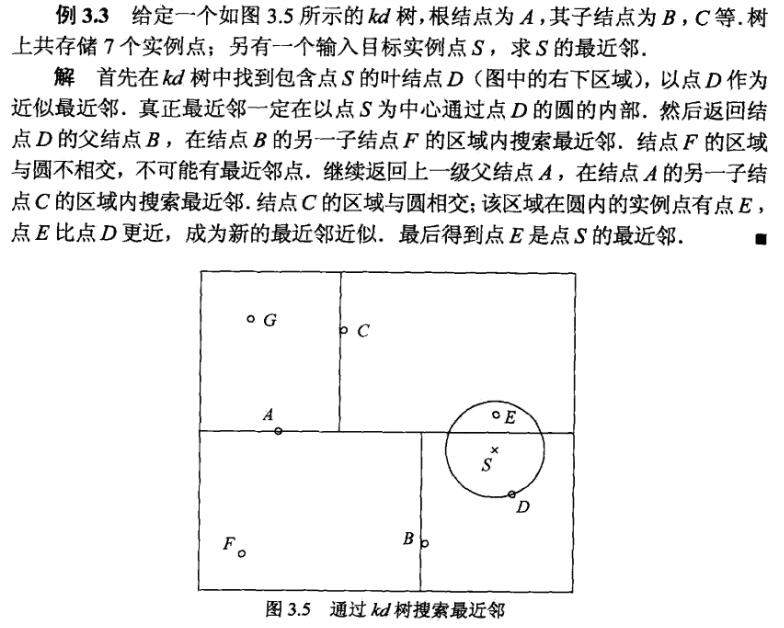 例 3.3 给定一个如图 3.5 所示的 kd 树,根结点为 A ,其子结点为 B , C 等. 树
上共存储 7 个实例点; 另有一个输入目标实例点 S , 求 S 的最近邻.
解 首先在 kd 树中找到包含点 S 的叶结点 D (图中的右下区域), 以点 D 作为
近似最近邻. 真正最近邻一定在以点 S 为中心通过点 D 的圆的内部. 然后返回结
点 D 的父结点 B , 在结点 B 的另一子结点 F 的区域内搜索最近邻. 结点 F 的区域
与圆不相交, 不可能有最近邻点. 继续返回上一级父结点 A , 在结点 A 的另一子结
点 C 的区域内搜索最近邻. 结点 C 的区域与圆相交; 该区域在圆内的实例点有点 E ,
点 E 比点 D 更近, 成为新的最近邻近似. 最后得到点 E 是点 S 的最近邻. ■
G
C
A
E
S
D
B
F
图 3.5 通过 kd 树搜索最近邻